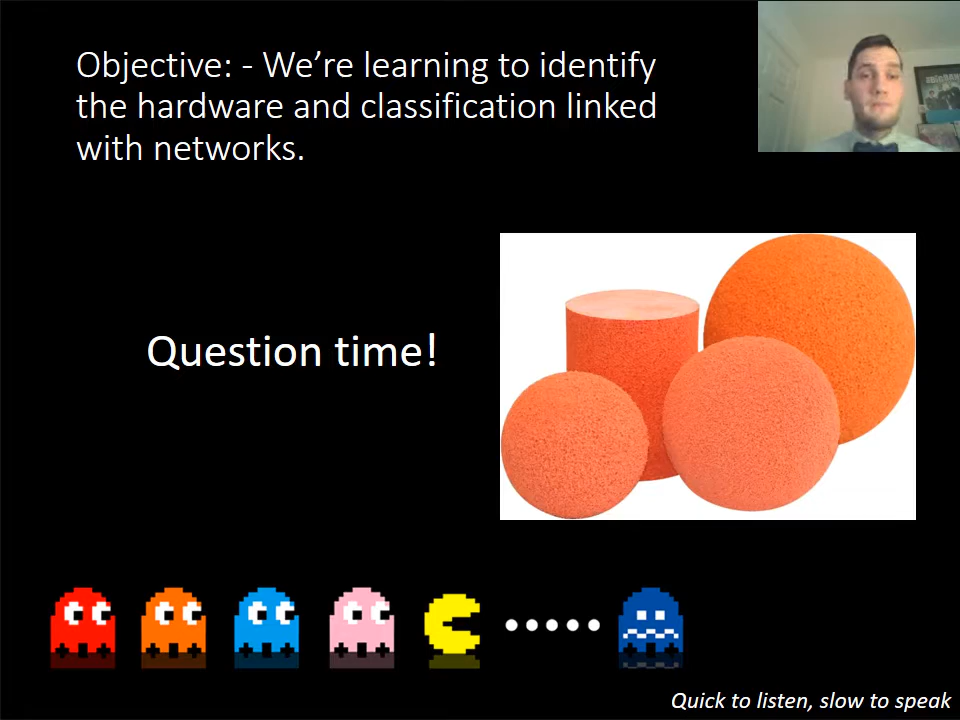 Objective: - We're learning to identify
the hardware and classification linked
with networks.
Question time!
Quick to listen, slow to speak